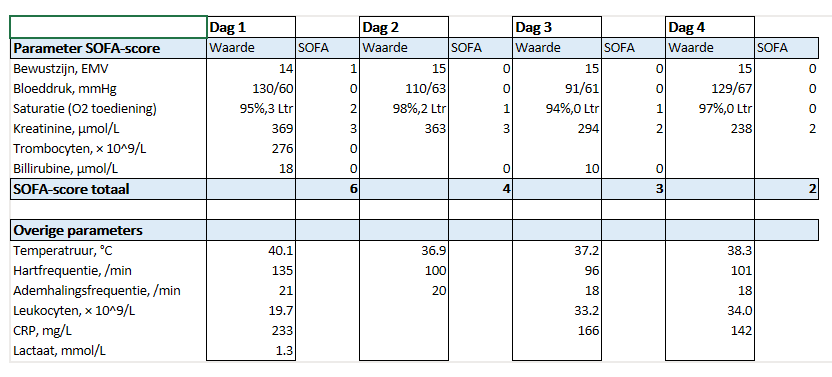 Dag 1 Dag 2 Dag 3 Dag 4
Parameter SOFA-score Waarde SOFA Waarde SOFA Waarde SOFA Waarde SOFA
Bewustzijn, EMV 14 1 15 0 15 0 15 0
Bloeddruk, mmHg 130/60 0 110/63 0 91/61 0 129/67 0
Saturatie (O2 toediening) 95%,3 Ltr 2 98%,2 Ltr 1 94%,0 Ltr 1 97%,0 Ltr 0
Kreatinine, µmol/L 369 3 363 3 294 2 238 2
Trombocyten, × 10^9/L 276 0
Billirubine, µmol/L 18 0 0 10 0
SOFA-score totaal 6 4 3 2
Overige parameters
Temperatruur, °C 40.1 36.9 37.2 38.3
Hartfrequentie, /min 135 100 96 101
Ademhalingsfrequentie, /min 21 20 18 18
Leukocyten, × 10^9/L 19.7 33.2 34.0
CRP, mg/L 233 166 142
Lactaat, mmol/L 1.3